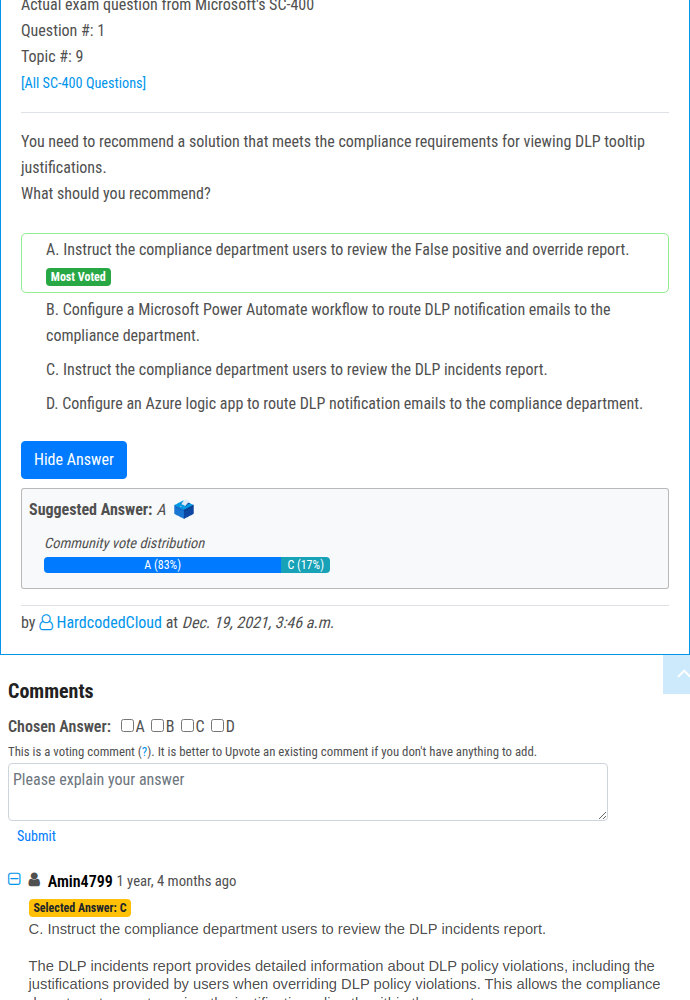 Actual exam question from Microsoft's SC-400
Question #: 1
Topic #: 9
[All SC-400 Questions]
You need to recommend a solution that meets the compliance requirements for viewing DLP tooltip
justifications.
What should you recommend?
A. Instruct the compliance department users to review the False positive and override report.
Most Voted
B. Configure a Microsoft Power Automate workflow to route DLP notification emails to the
compliance department.
C. Instruct the compliance department users to review the DLP incidents report.
D. Configure an Azure logic app to route DLP notification emails to the compliance department.
Hide Answer
Suggested Answer: A
Community vote distribution
A (83%) C (17%)
by HardcodedCloud at Dec. 19, 2021, 3:46 a.m.
Comments
Chosen Answer: A B C D
This is a voting comment (?). It is better to Upvote an existing comment if you don't have anything to add.
Please explain your answer
Submit
Amin4799 1 year, 4 months ago
Selected Answer: C
C. Instruct the compliance department users to review the DLP incidents report.
The DLP incidents report provides detailed information about DLP policy violations, including the
justifications provided by users when overriding DLP policy violations. This allows the compliance